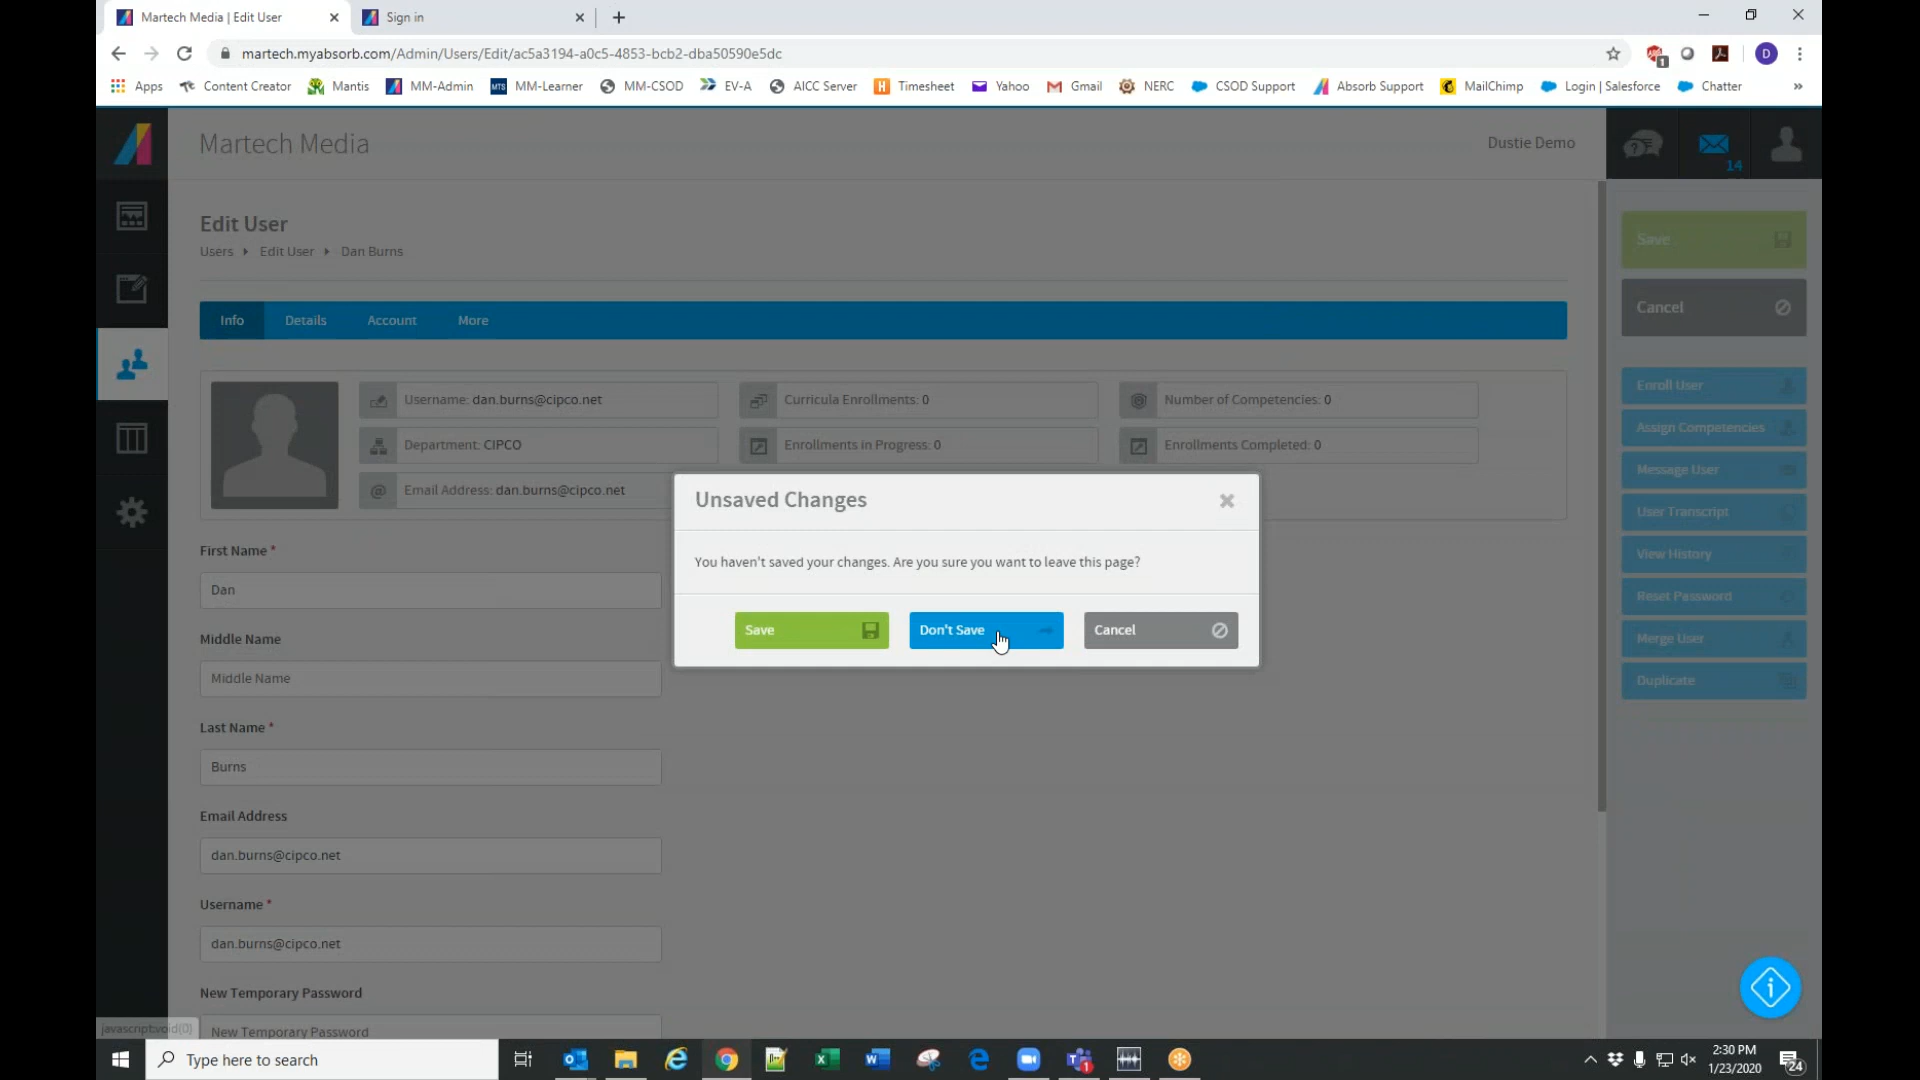 Martech Media | Edit User
Sign in
martech.myabsorb.com/Admin/Users/Edit/ac5a3194-a0c5-4853-bcb2-dba50590e5dc
1
D
Apps
Content Creator
Mantis
MM-Admin
MTS
MM-Learner
MM-CSOD
EV-A
AICC Server
H
Timesheet
Yahoo
Gmail
NERC
CSOD Support
Absorb Support
MailChimp
Login | Salesforce
Chatter
»
Martech Media
Dustie Demo
14
Edit User
Users
Edit User
Dan Burns
Info
Details
Account
More
Username: dan.burns@cipco.net
Curricula Enrollments: 0
Number of Competencies: 0
Department: CIPCO
Enrollments in Progress: 0
Enrollments Completed: 0
@
Email Address: dan.burns@cipco.net
First Name *
Dan
Middle Name
Middle Name
Last Name *
Burns
Email Address
dan.burns@cipco.net
Username *
dan.burns@cipco.net
New Temporary Password
New Temporary Password
Unsaved Changes
You haven't saved your changes. Are you sure you want to leave this page?
Save
Don't Save
Cancel
Save
Cancel
Enroll User
Assign Competencies
Message User
User Transcript
View History
Reset Password
Merge User
Duplicate
javascript:void(0)
Type here to search
1
2:30 PM
1/23/2020
24